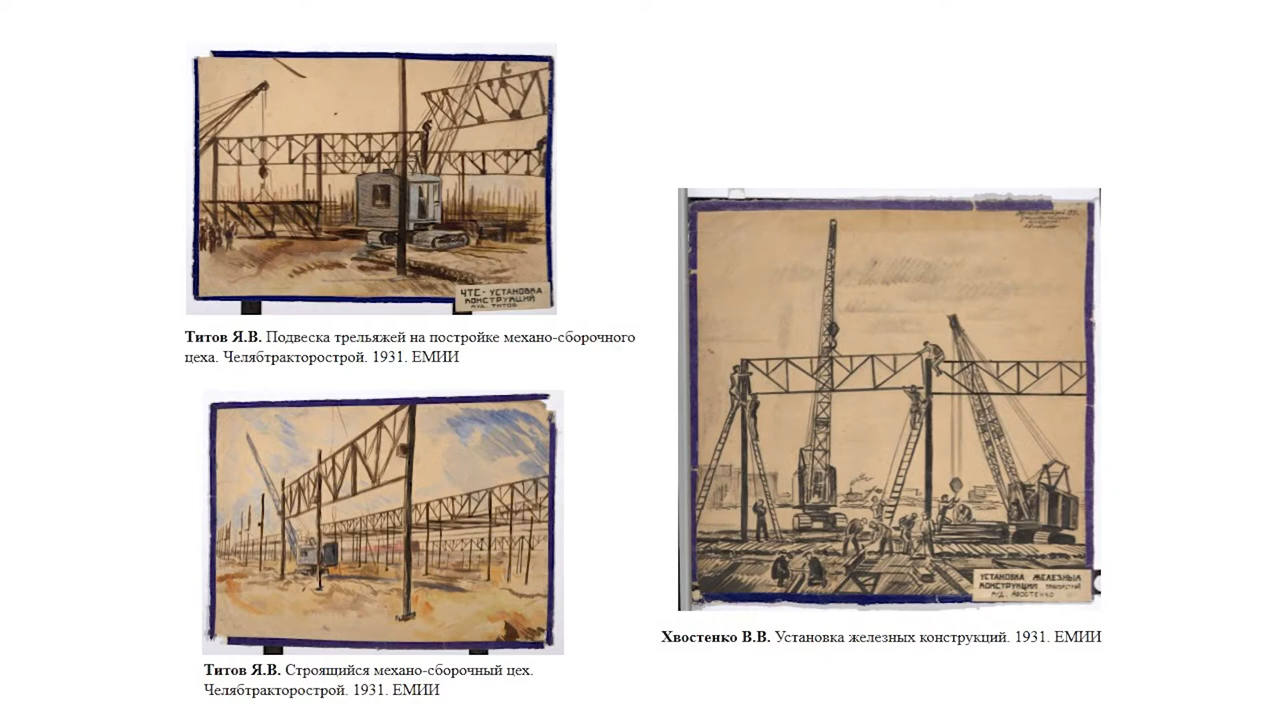 ЧТС - УСТАНОВКА
КОНСТРУКЦИЙ
ХУД. ТИТОВ
Титов Я.В. Подвеска трельяжей на постройке механо-сборочного
цеха. Челябтракторострой. 1931. ЕМИИ
Титов Я.В. Строящийся механо-сборочный цех.
Челябтракторострой. 1931. ЕМИИ
УСТАНОВКА ЖЕЛЕЗНЫХ
КОНСТРУКЦИЙ
ХУД. ХВОСТЕНКО
Хвостенко В.В. Установка железных конструкций. 1931. ЕМИИ